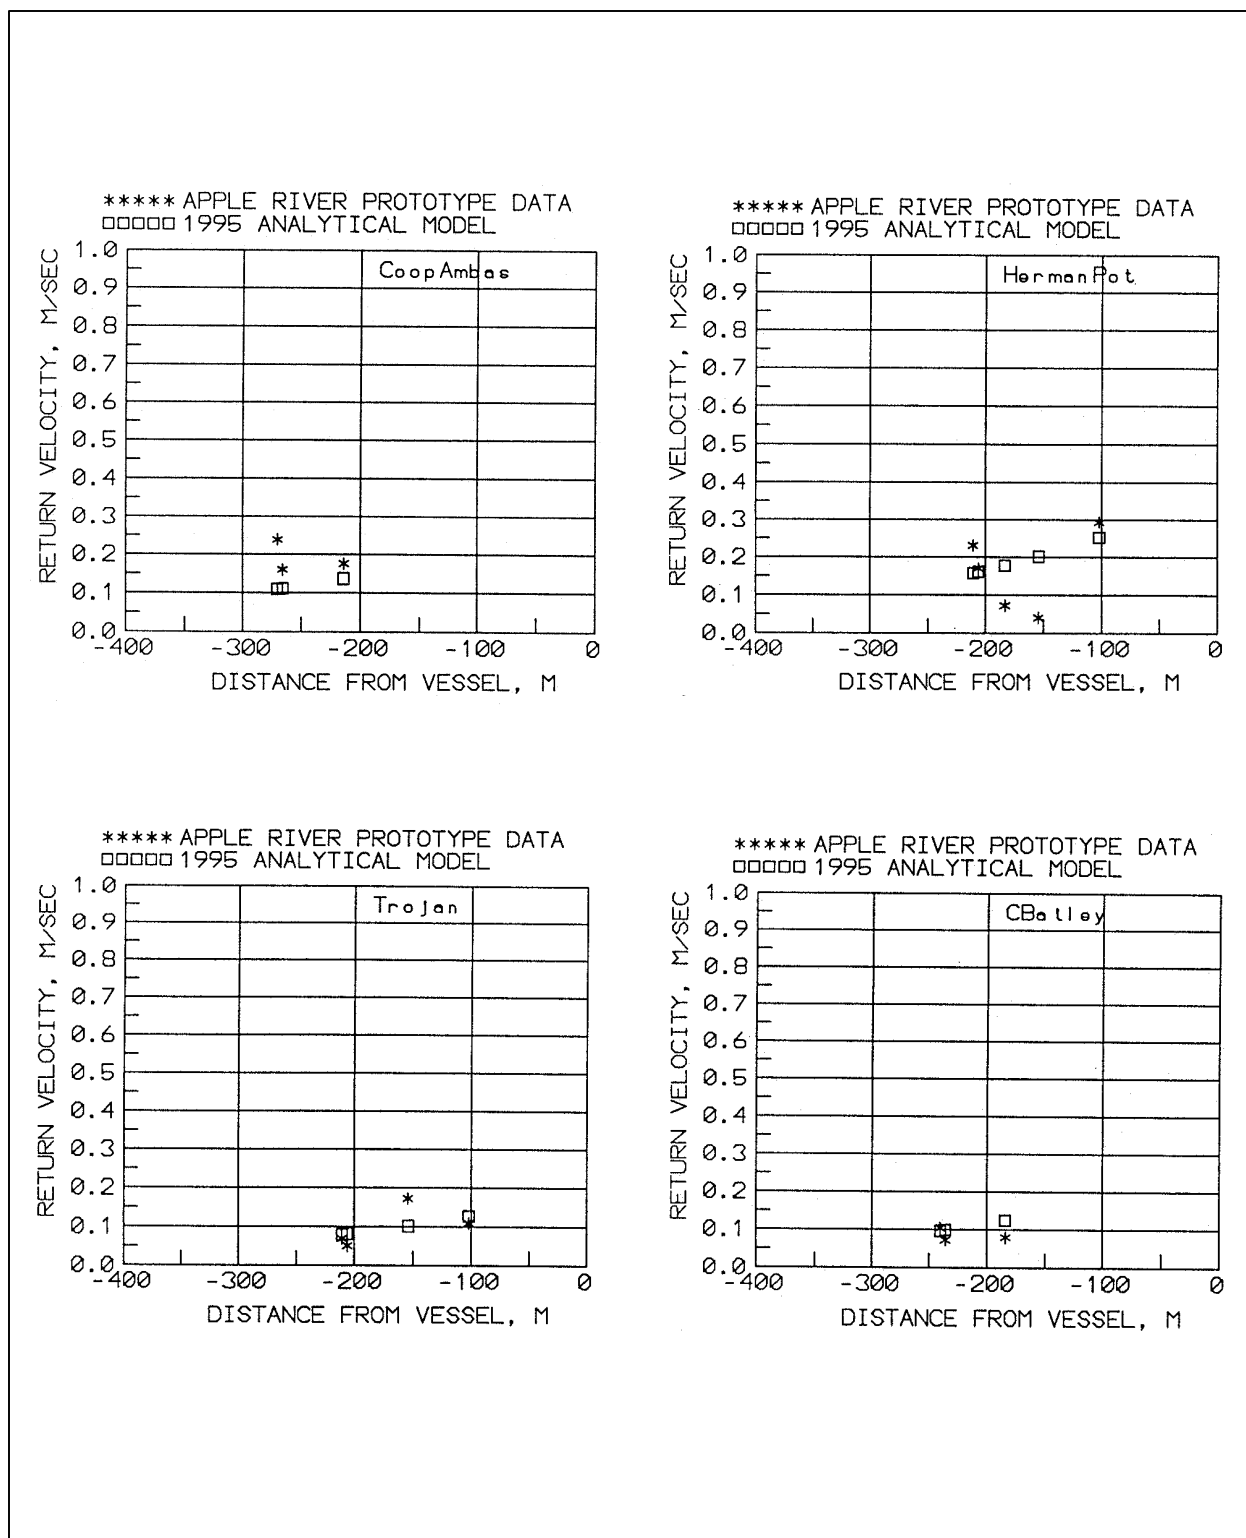 ***** APPLE RIVER PROTOTYPE DATA
□□□□□ 1995 ANALYTICAL MODEL
CoopAmbas
RETURN VELOCITY, M/SEC
1.0
0.9
0.8
0.7
0.6
0.5
0.4
0.3
0.2
0.1
0.0
-400 -300 -200 -100 0
DISTANCE FROM VESSEL, M
***** APPLE RIVER PROTOTYPE DATA
□□□□□ 1995 ANALYTICAL MODEL
HermanPot
RETURN VELOCITY, M/SEC
1.0
0.9
0.8
0.7
0.6
0.5
0.4
0.3
0.2
0.1
0.0
-400 -300 -200 -100 0
DISTANCE FROM VESSEL, M
***** APPLE RIVER PROTOTYPE DATA
□□□□□ 1995 ANALYTICAL MODEL
Trojan
RETURN VELOCITY, M/SEC
1.0
0.9
0.8
0.7
0.6
0.5
0.4
0.3
0.2
0.1
0.0
-400 -300 -200 -100 0
DISTANCE FROM VESSEL, M
***** APPLE RIVER PROTOTYPE DATA
□□□□□ 1995 ANALYTICAL MODEL
CBatley
RETURN VELOCITY, M/SEC
1.0
0.9
0.8
0.7
0.6
0.5
0.4
0.3
0.2
0.1
0.0
-400 -300 -200 -100 0
DISTANCE FROM VESSEL, M